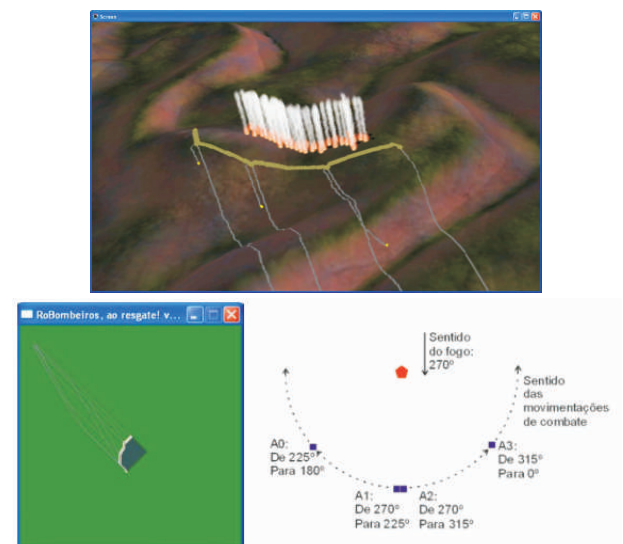 Screen
RoBombeiros, ao resgate! v...
Sentido
do fogo:
270º
Sentido
das
movimentações
de combate
A0:
De 225º
Para 180º
A3:
De 315º
Para 0º
A1:
De 270º
Para 225º
A2:
De 270º
Para 315º